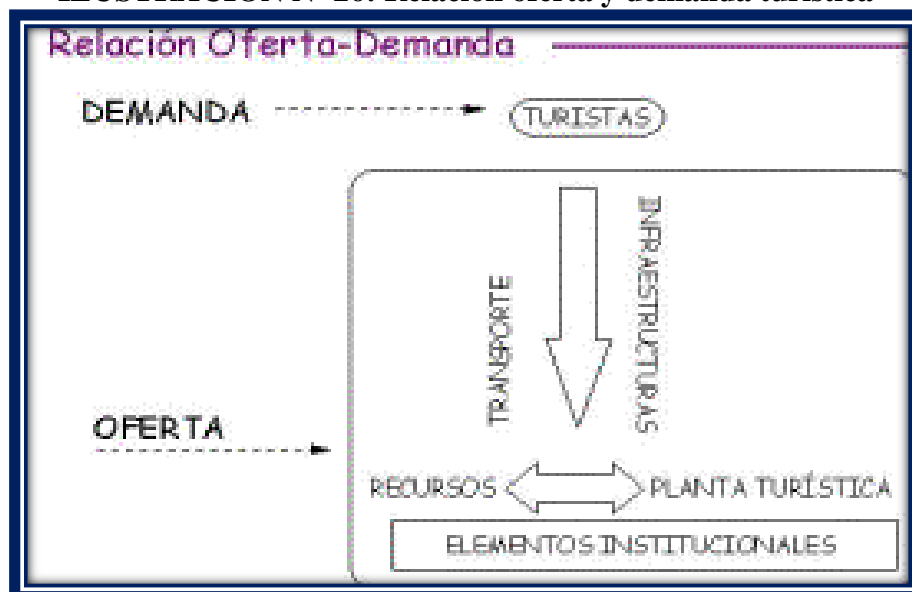 Relación Oferta-Demanda
DEMANDA
TURISTAS
TRANSPORTE
INFRAESTRUCTURAS
OFERTA
RECURSOS
PLANTA TURÍSTICA
ELEMENTOS INSTITUCIONALES